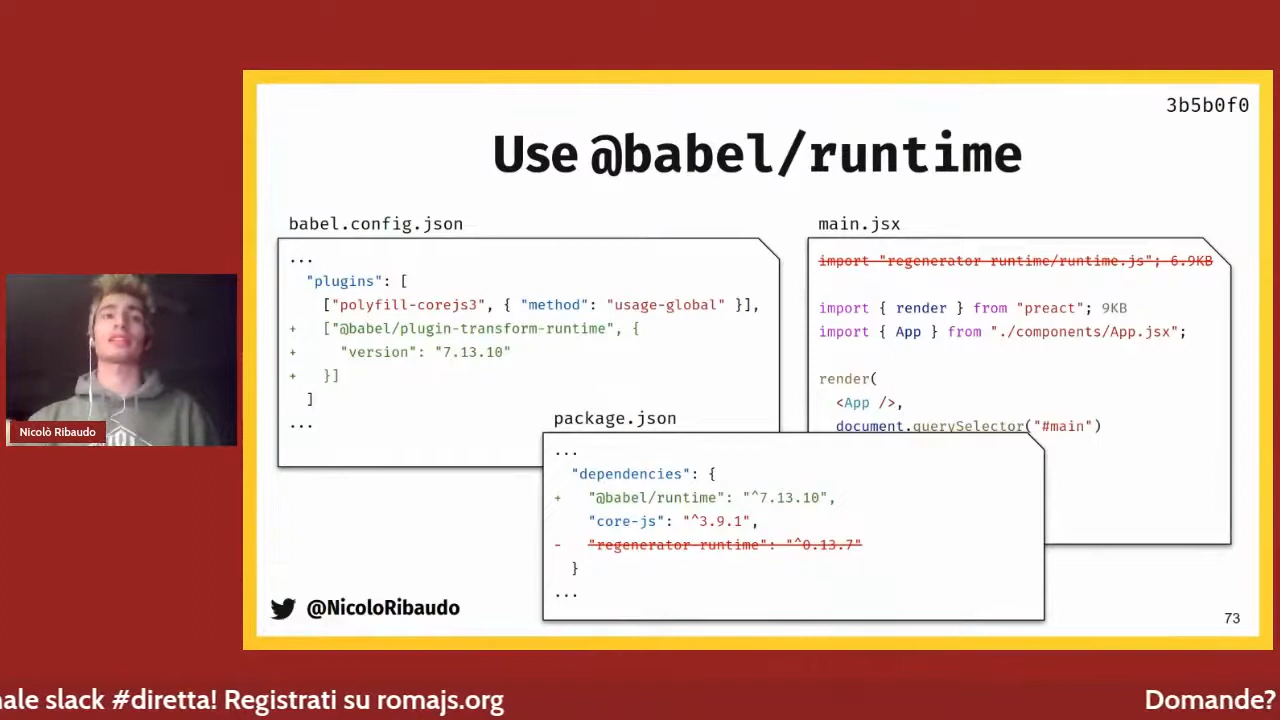 3b5b0f0
Use @babel/runtime
babel.config.json
...
"plugins": [
["polyfill-corejs3", { "method": "usage-global" }],
+ ["@babel/plugin-transform-runtime", {
+ "version": "7.13.10"
+ }]
]
...
main.jsx
import "regenerator-runtime/runtime.js"; 6.9KB
import { render } from "preact"; 9KB
import { App } from "./components/App.jsx";
render(
<App />,
document.querySelector("#main")
package.json
...
"dependencies": {
+ "@babel/runtime": "^7.13.10",
"core-js": "^3.9.1",
- "regenerator-runtime": "^0.13.7"
}
...
@NicoloRibaudo
73
Nicolò Ribaudo
nale slack #diretta! Registrati su romajs.org
Domande?